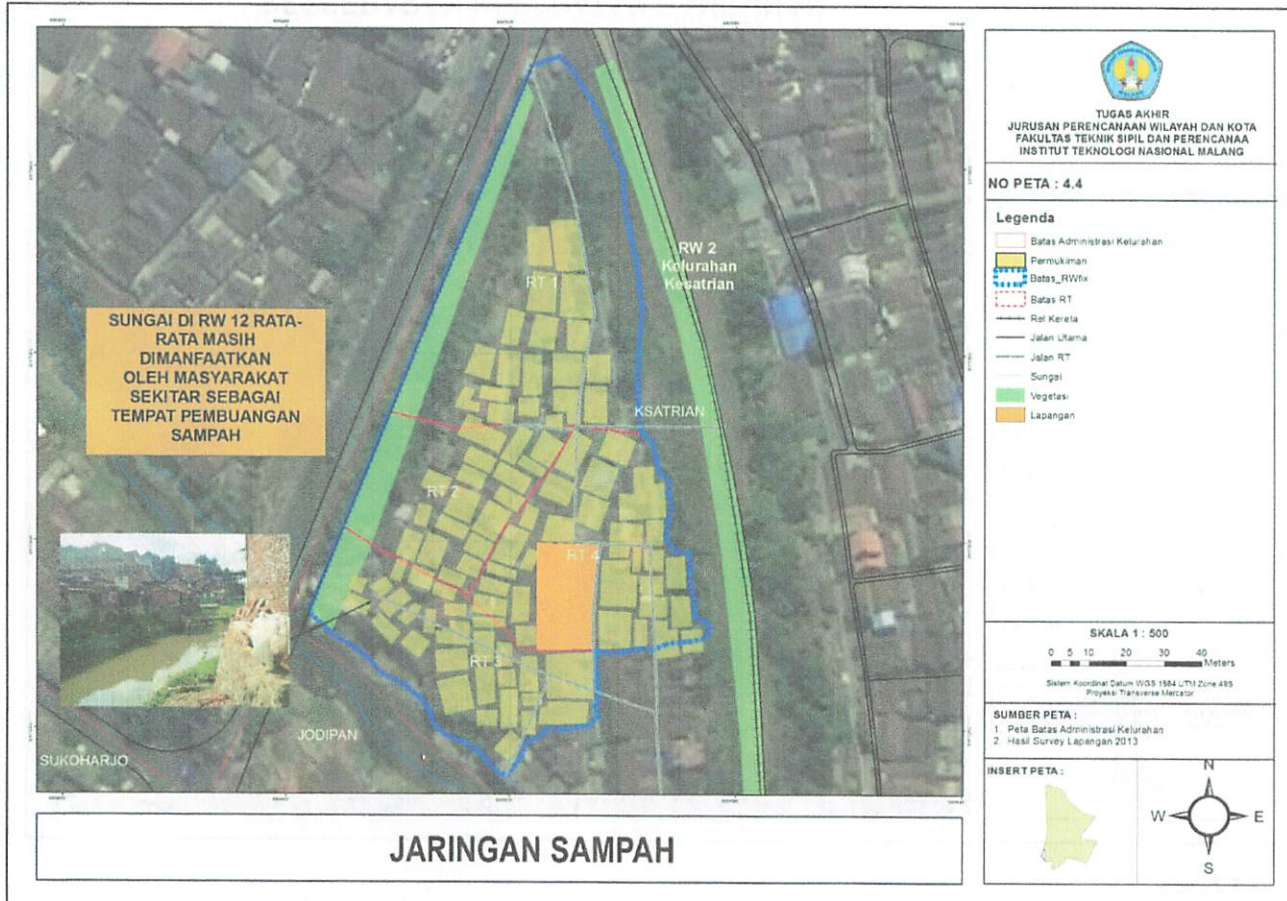 TUGAS AKHIR
JURUSAN PERENCANAAN WILAYAH DAN KOTA
FAKULTAS TEKNIK SIPIL DAN PERENCANAA
INSTITUT TEKNOLOGI NASIONAL MALANG
NO PETA : 4.4
Legenda
Batas Administrasi Kelurahan
Permukiman
Batas_RWfix
Batas RT
Rel Kereta
Jalan Utama
Jalan RT
Sungai
Vegetasi
Lapangan
SKALA 1 : 500
0 5 10 20 30 40
Meters
Sistem Koordinat Datum WGS 1984 UTM Zone 49S
Proyeksi Transverse Mercator
SUMBER PETA :
1. Peta Batas Administrasi Kelurahan
2. Hasil Survey Lapangan 2013
INSERT PETA :
N
W
E
S
RW 2
Kelurahan
Kesatrian
RT 1
SUNGAI DI RW 12 RATA-
RATA MASIH
DIMANFAATKAN
OLEH MASYARAKAT
SEKITAR SEBAGAI
TEMPAT PEMBUANGAN
SAMPAH
KSATRIAN
RT 2
RT 4
RT 3
JODIPAN
SUKOHARJO
JARINGAN SAMPAH